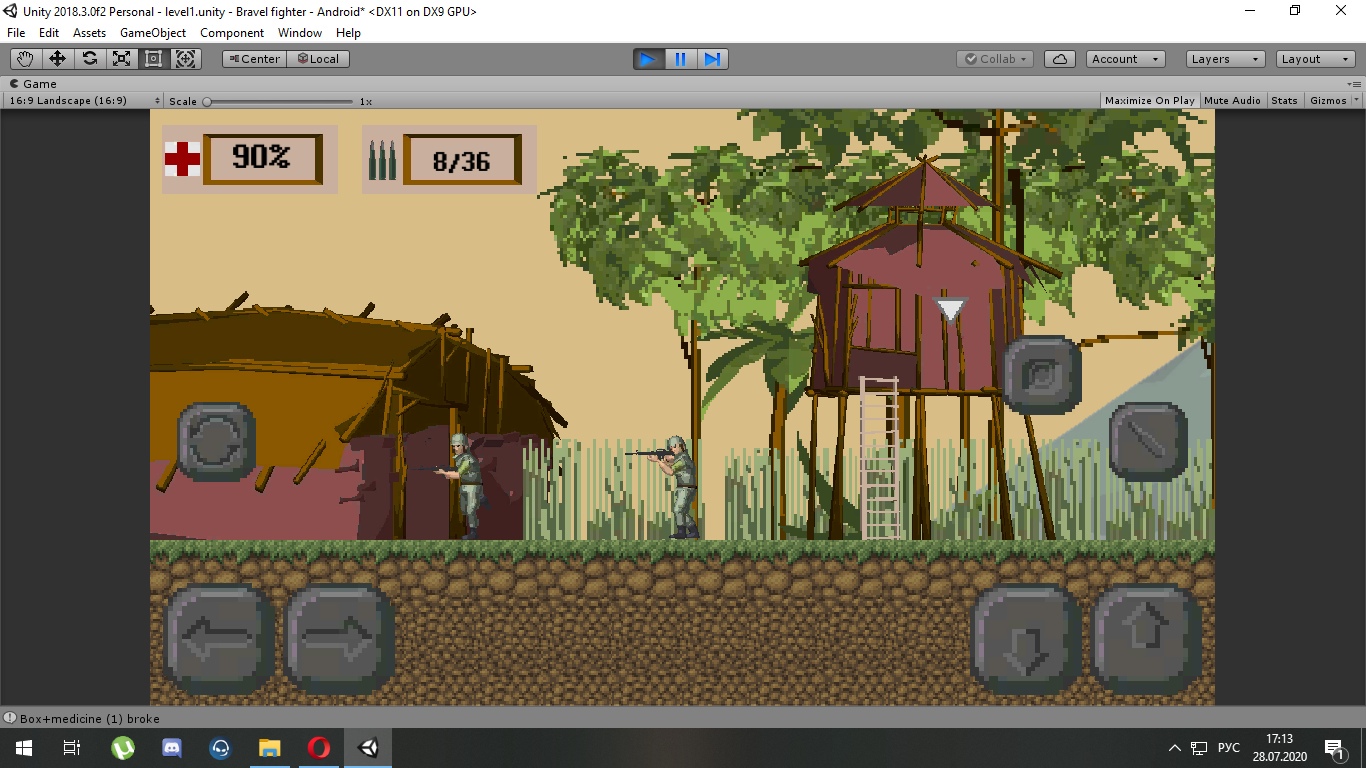 Unity 2018.3.0f2 Personal - level1.unity - Bravel fighter - Android* <DX11 on DX9 GPU>
File Edit Assets GameObject Component Window Help
Center Local Collab Account Layers Layout
Game
16:9 Landscape (16:9) Scale 1x Maximize On Play Mute Audio Stats Gizmos
90% 8/36
Box+medicine (1) broke
РУС 17:13
28.07.2020 1